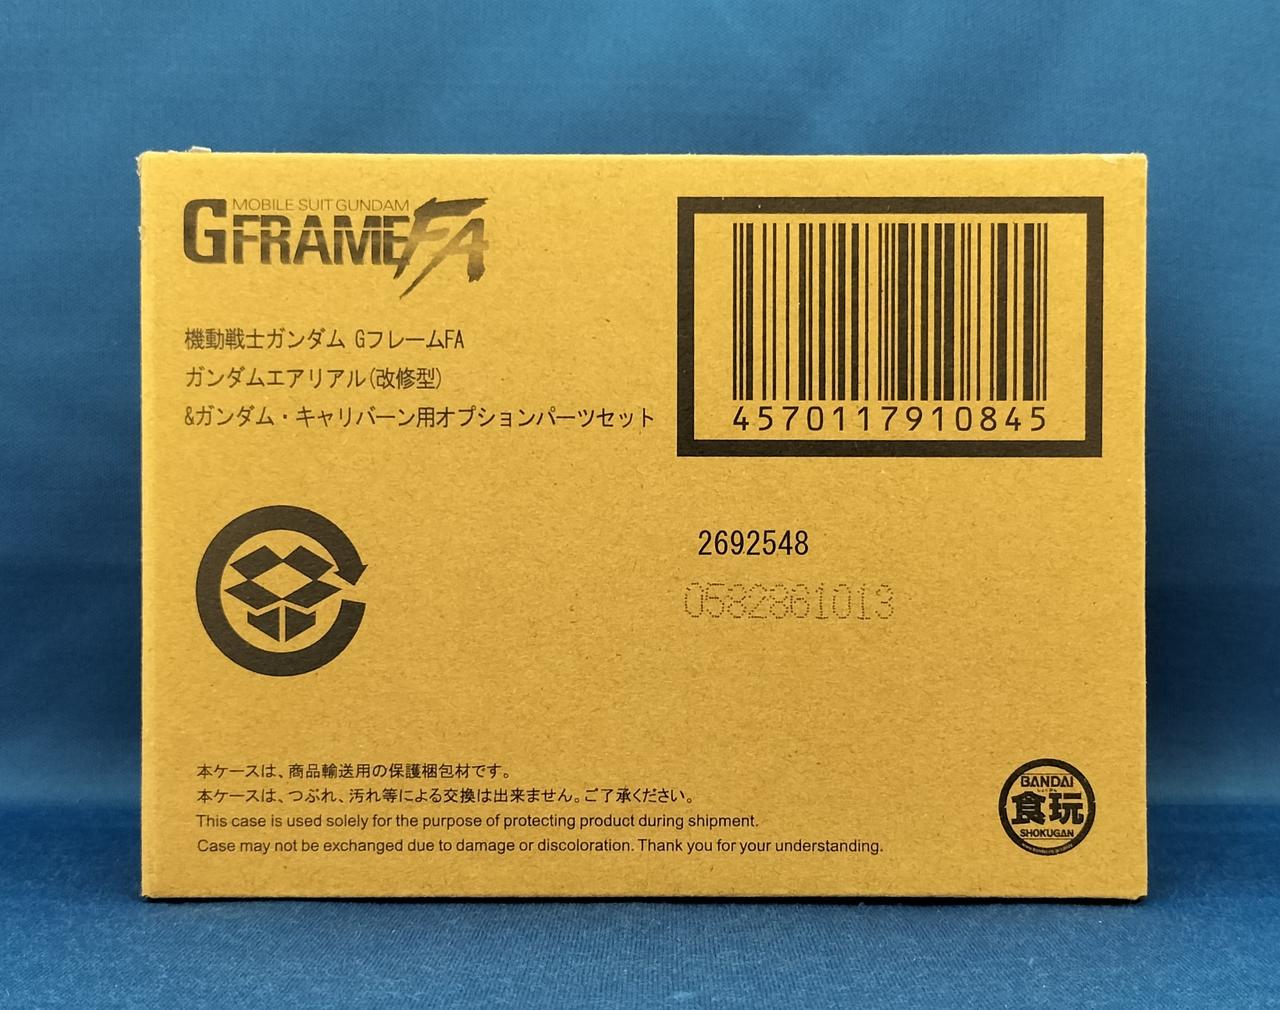 MOBILE SUIT GUNDAM
GFRAMEFA
機動戦士ガンダム GフレームFA
ガンダムエアリアル(改修型)
&ガンダム・キャリバーン用オプションパーツセット
4570117910845
2692548
0582861013
本ケースは、商品輸送用の保護梱包材です。
本ケースは、つぶれ、汚れ等による交換は出来ません。ご了承ください。
This case is used solely for the purpose of protecting product during shipment.
Case may not be exchanged due to damage or discoloration. Thank you for your understanding.
BANDAI
しょくがん
食玩
SHOKUGAN